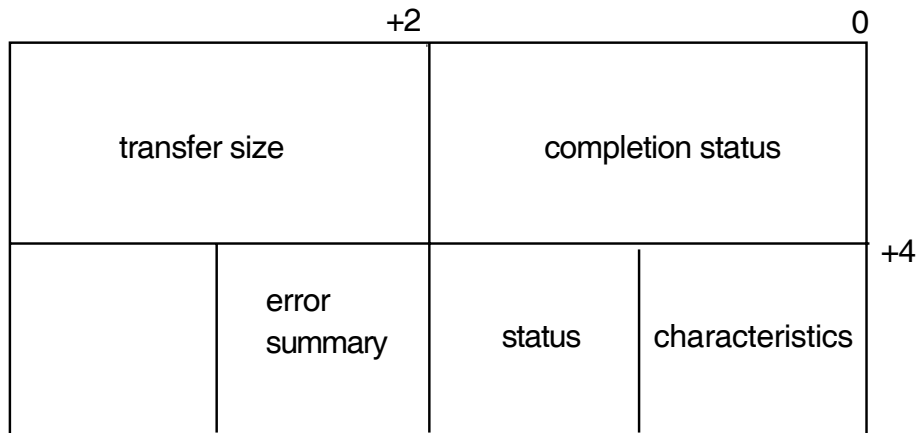 +2 0
transfer size completion status
+4
error
summary status characteristics